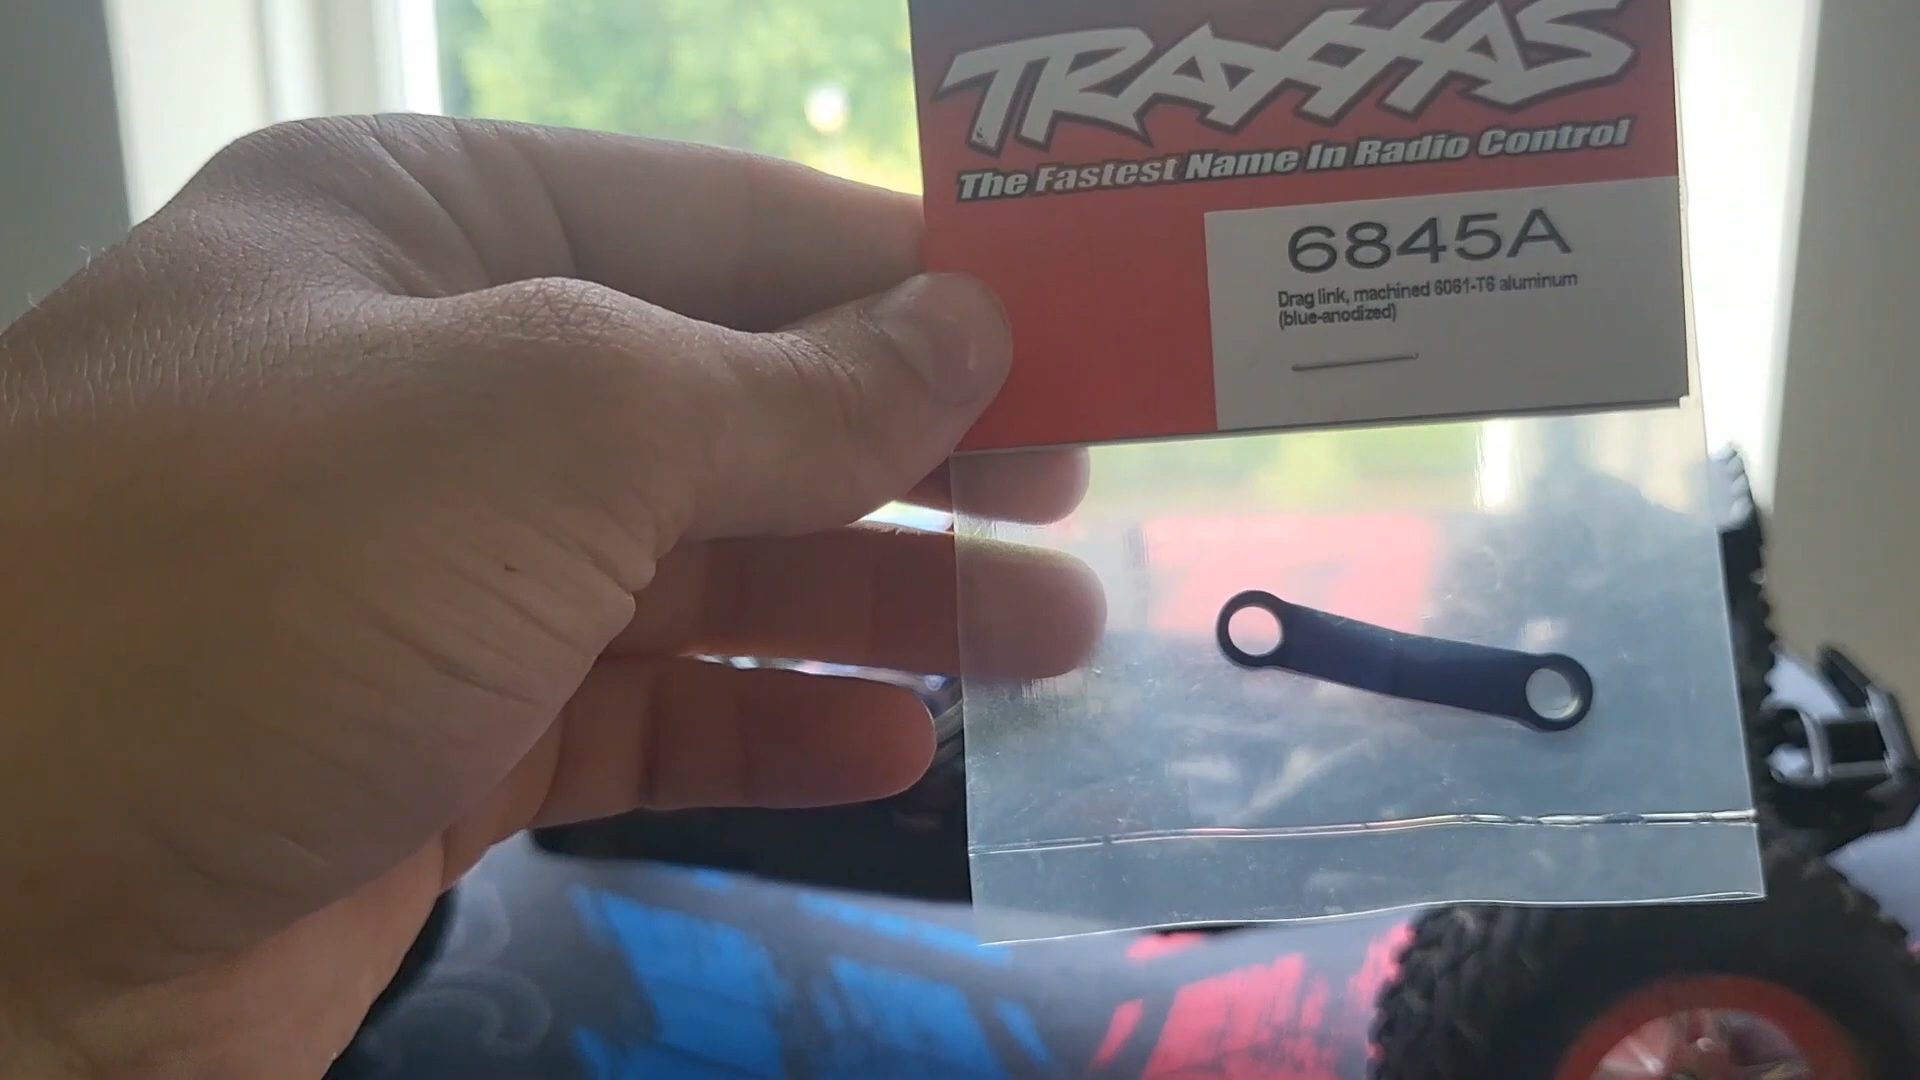 TRAXXAS
The Fastest Name In Radio Control
6845A
Drag link, machined 6061-T6 aluminum
(blue-anodized)